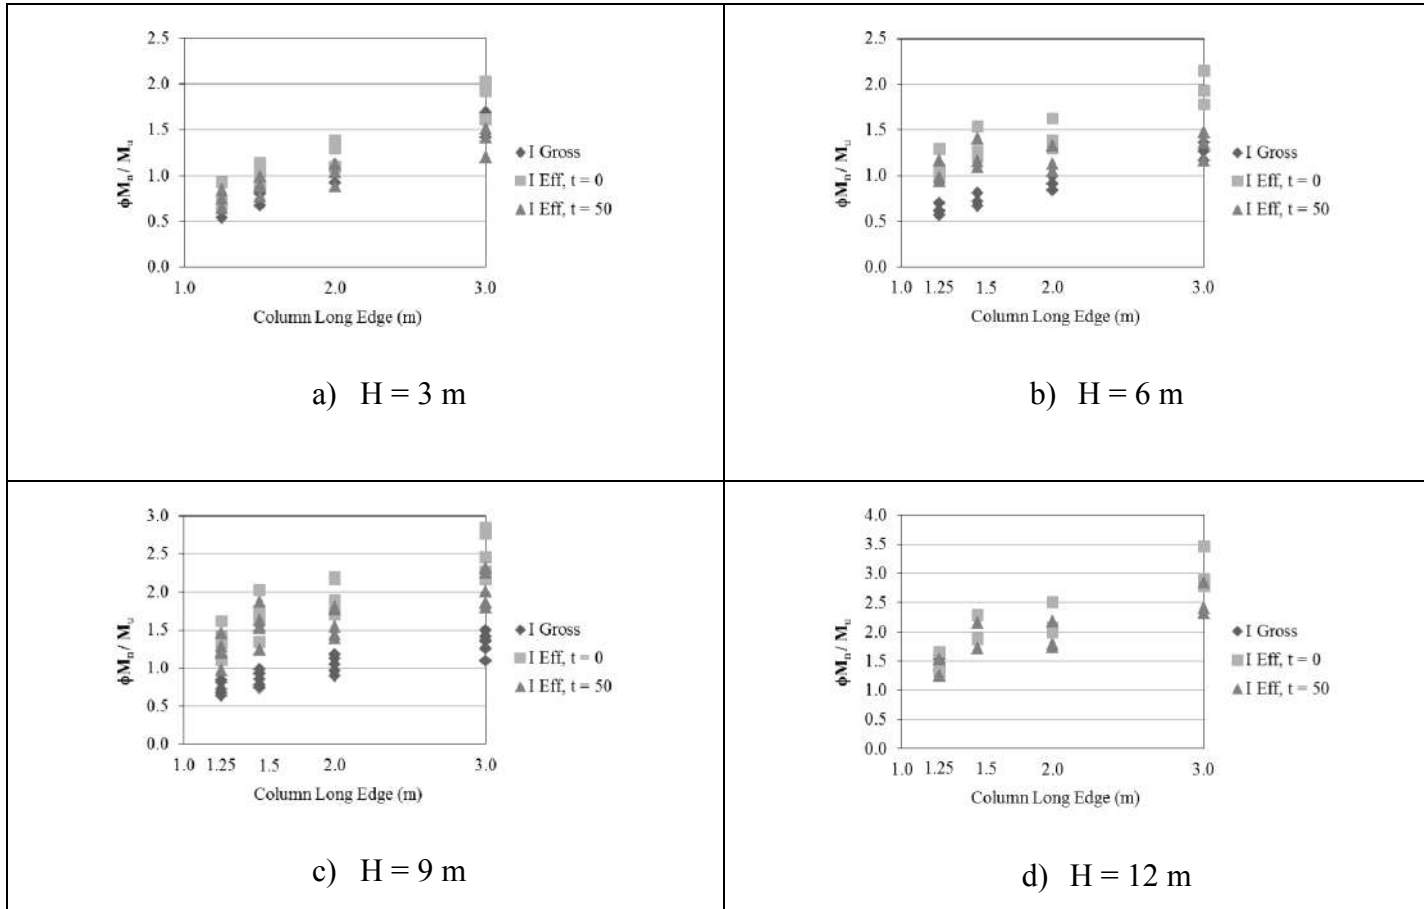 2.5
2.0
1.5
1.0
0.5
0.0
ϕMn / Mu
I Gross
I Eff, t = 0
I Eff, t = 50
1.0 2.0 3.0
Column Long Edge (m)
a) H = 3 m
2.5
2.0
1.5
1.0
0.5
0.0
ϕMn / Mu
I Gross
I Eff, t = 0
I Eff, t = 50
1.0 1.25 1.5 2.0 3.0
Column Long Edge (m)
b) H = 6 m
3.0
2.5
2.0
1.5
1.0
0.5
0.0
ϕMn / Mu
I Gross
I Eff, t = 0
I Eff, t = 50
1.0 1.25 1.5 2.0 3.0
Column Long Edge (m)
c) H = 9 m
4.0
3.5
3.0
2.5
2.0
1.5
1.0
0.5
0.0
ϕMn / Mu
I Gross
I Eff, t = 0
I Eff, t = 50
1.0 1.25 1.5 2.0 3.0
Column Long Edge (m)
d) H = 12 m